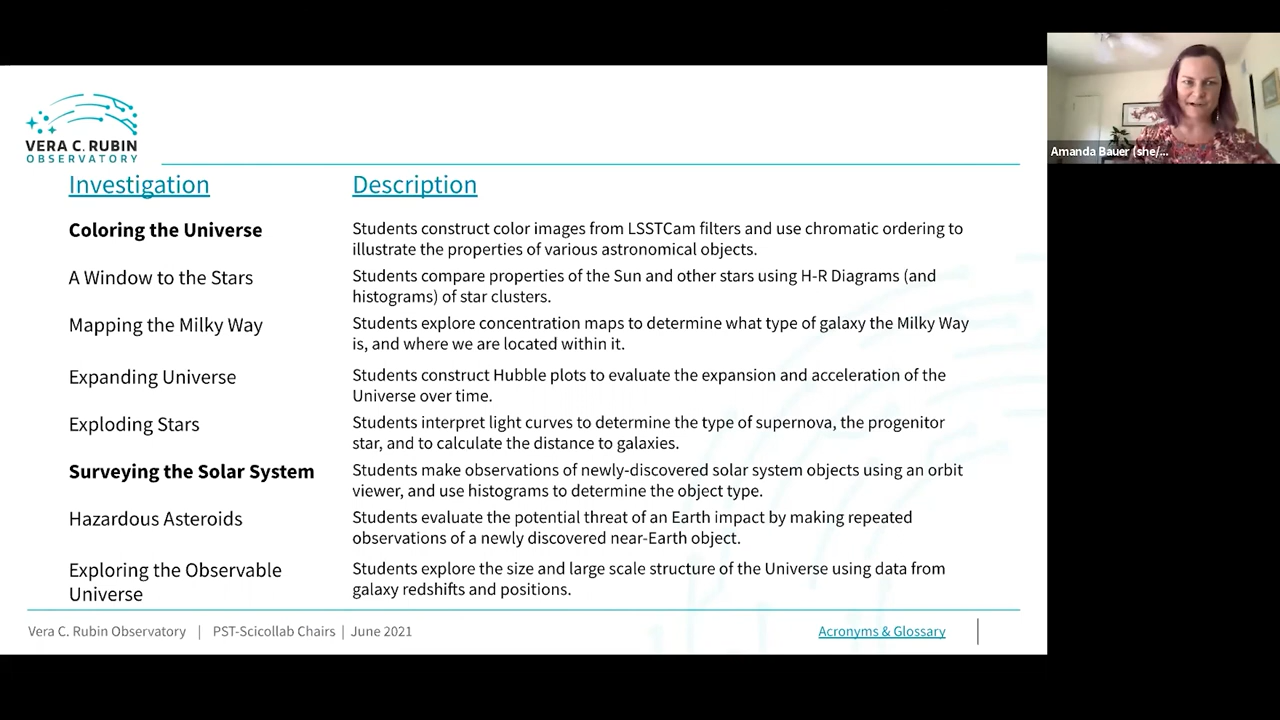 VERA C. RUBIN
OBSERVATORY
Amanda Bauer (she/...
Investigation
Description
Coloring the Universe
Students construct color images from LSSTCam filters and use chromatic ordering to
illustrate the properties of various astronomical objects.
A Window to the Stars
Students compare properties of the Sun and other stars using H-R Diagrams (and
histograms) of star clusters.
Mapping the Milky Way
Students explore concentration maps to determine what type of galaxy the Milky Way
is, and where we are located within it.
Expanding Universe
Students construct Hubble plots to evaluate the expansion and acceleration of the
Universe over time.
Exploding Stars
Students interpret light curves to determine the type of supernova, the progenitor
star, and to calculate the distance to galaxies.
Surveying the Solar System
Students make observations of newly-discovered solar system objects using an orbit
viewer, and use histograms to determine the object type.
Hazardous Asteroids
Students evaluate the potential threat of an Earth impact by making repeated
observations of a newly discovered near-Earth object.
Exploring the Observable
Universe
Students explore the size and large scale structure of the Universe using data from
galaxy redshifts and positions.
Vera C. Rubin Observatory | PST-Scicollab Chairs | June 2021
Acronyms & Glossary